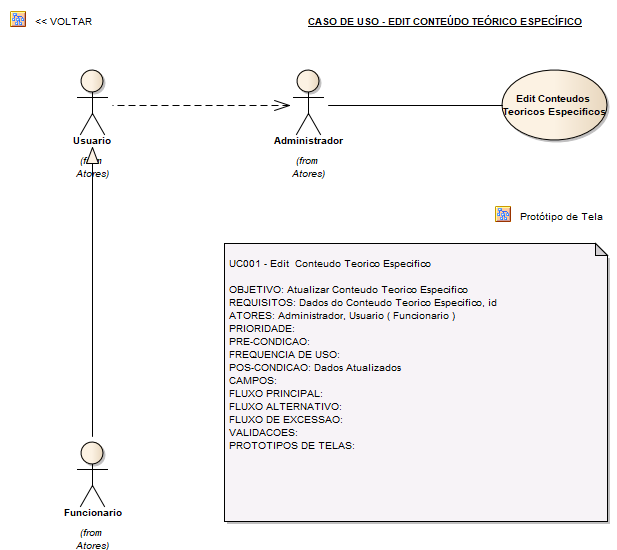 << VOLTAR
CASO DE USO - EDIT CONTEÚDO TEÓRICO ESPECÍFICO
Edit Conteudos
Teoricos Especificos
Usuario
(from
Atores)
Administrador
(from
Atores)
Protótipo de Tela
UC001 - Edit  Conteudo Teorico Especifico
OBJETIVO: Atualizar Conteudo Teorico Especifico
REQUISITOS: Dados do Conteudo Teorico Especifico, id
ATORES: Administrador, Usuario ( Funcionario )
PRIORIDADE:
PRE-CONDICAO:
FREQUENCIA DE USO:
POS-CONDICAO: Dados Atualizados
CAMPOS:
FLUXO PRINCIPAL:
FLUXO ALTERNATIVO:
FLUXO DE EXCESSAO:
VALIDACOES:
PROTOTIPOS DE TELAS:
Funcionario
(from
Atores)